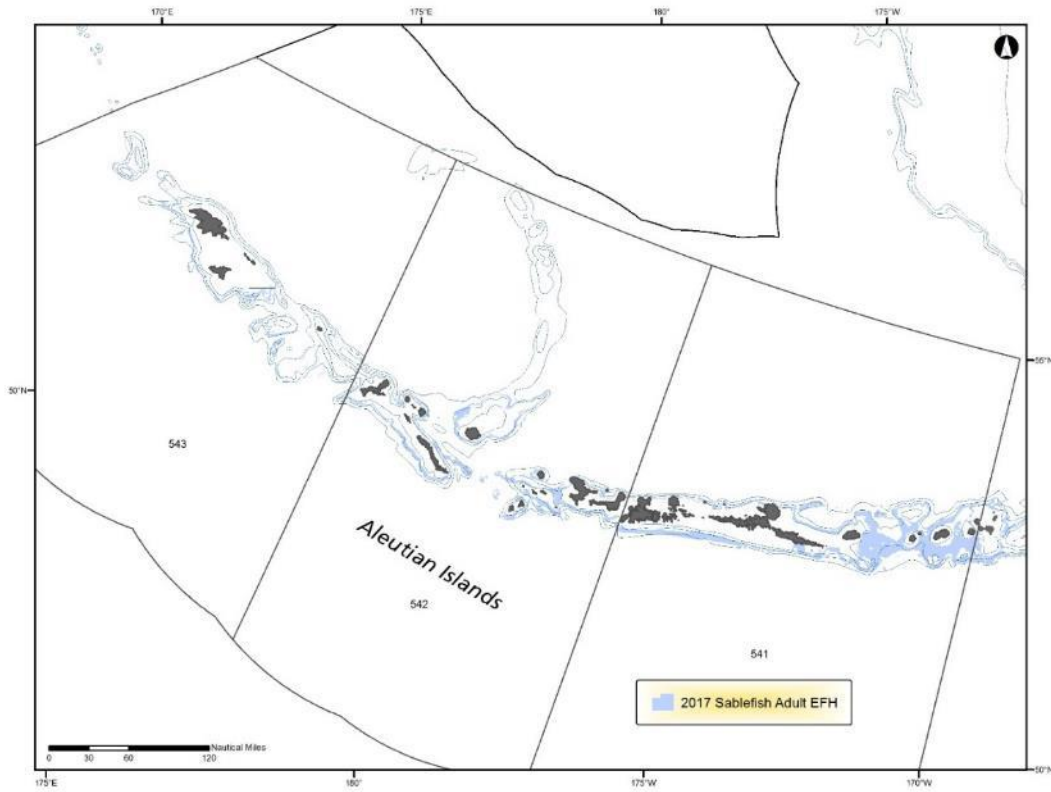 170°E 175°E 180° 175°W
50°N
55°N
543
Aleutian Islands
542
541
2017 Sablefish Adult EFH
Nautical Miles
0 30 60 120
175°E 180° 175°W 170°W
50°N